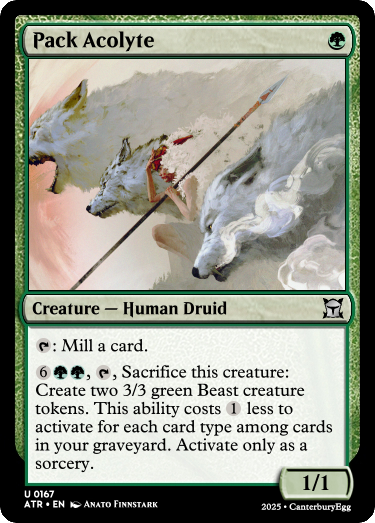 Pack Acolyte
Creature — Human Druid
: Mill a card.
6, , Sacrifice this creature:
Create two 3/3 green Beast creature
tokens. This ability costs 1 less to
activate for each card type among cards
in your graveyard. Activate only as a
sorcery.
1/1
U 0167
ATR • EN Anato Finnstark
2025 • CanterburyEgg